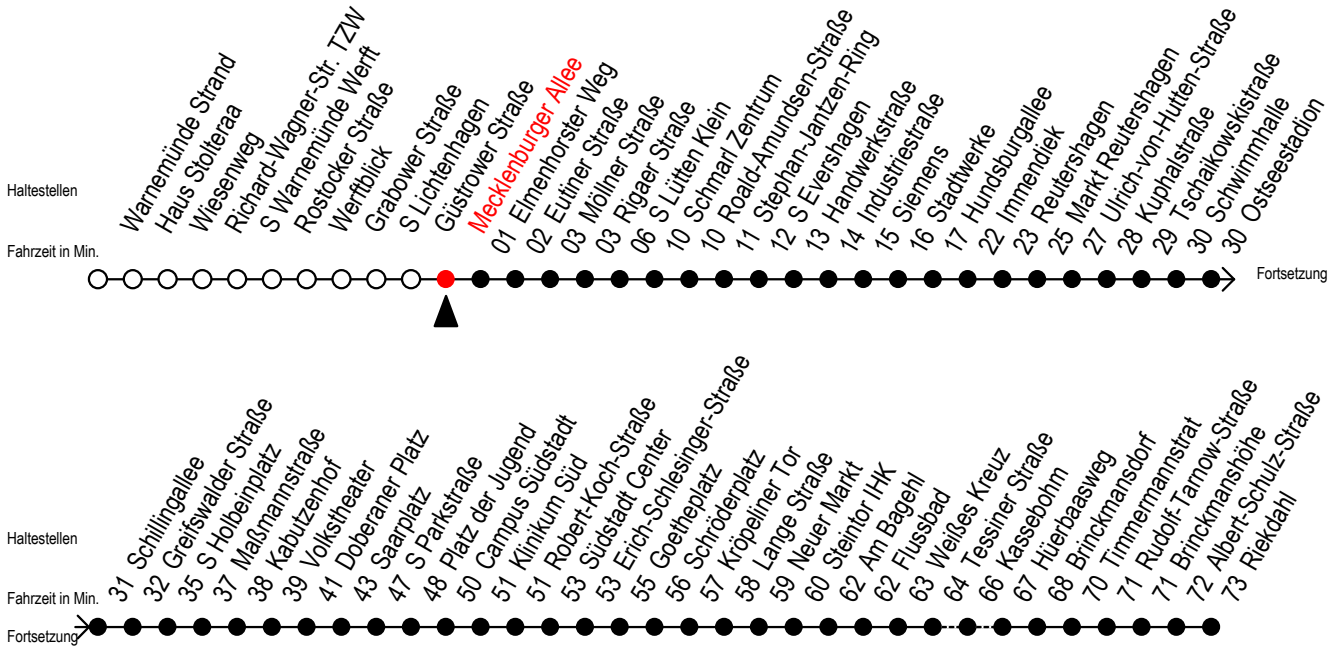 Haltestellen
Warnemünde Strand
Haus Stolteraa
Wiesenweg
Richard-Wagner-Str. TZW
S Warnemünde Werft
Rostocker Straße
Werftblick
Grabower Straße
S Lichtenhagen
Güstrower Straße
Mecklenburger Allee
01 Elmenhorster Weg
02 Eutiner Straße
03 Möllner Straße
03 Rigaer Straße
06 S Lütten Klein
10 Schmarl Zentrum
10 Roald-Amundsen-Straße
11 Stephan-Jantzen-Ring
12 S Evershagen
13 Handwerkstraße
14 Industriestraße
15 Siemens
16 Stadtwerke
17 Hundsburgallee
22 Immendiek
23 Reutershagen
25 Markt Reutershagen
27 Ulrich-von-Hutten-Straße
28 Kuphalstraße
29 Tschaikowskistraße
30 Schwimmhalle
30 Ostseestadion
Fahrzeit in Min.
Fortsetzung
Haltestellen
31 Schillingallee
32 Greifswalder Straße
35 S Holbeinplatz
37 Maßmannstraße
38 Kabutzenhof
39 Volkstheater
41 Doberaner Platz
43 Saarplatz
47 S Parkstraße
48 Platz der Jugend
50 Campus Südstadt
51 Klinikum Süd
51 Robert-Koch-Straße
53 Südstadt Center
53 Erich-Schlesinger-Straße
55 Goetheplatz
56 Schröderplatz
57 Kröpeliner Tor
58 Lange Straße
59 Neuer Markt
60 Steintor IHK
62 Am Bagehl
62 Flussbad
63 Weißes Kreuz
64 Tessiner Straße
66 Kassebohm
67 Hüerbaasweg
68 Brinckmansdorf
70 Timmermannstrat
71 Rudolf-Tarnow-Straße
71 Brinckmanshöhe
72 Albert-Schulz-Straße
73 Riekdahl
Fahrzeit in Min.
Fortsetzung